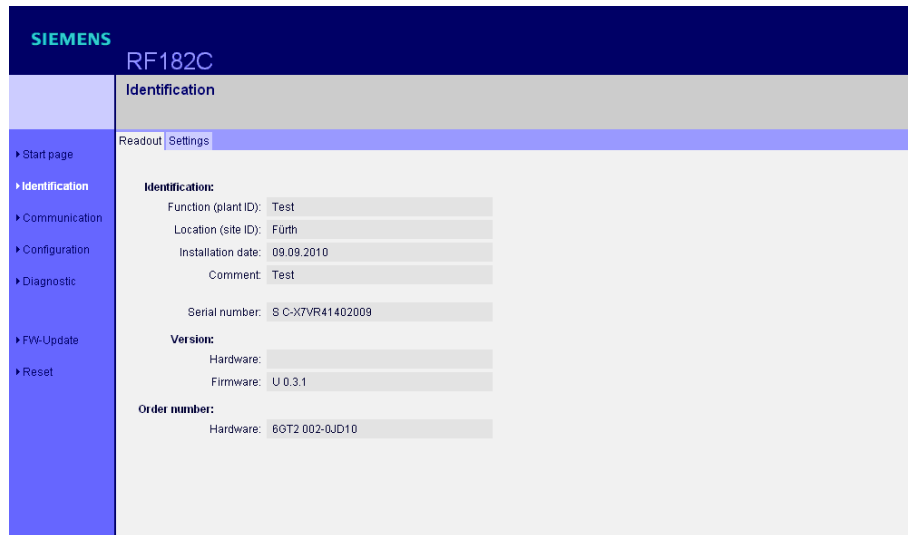 SIEMENS
RF182C
Identification
Readout Settings
Start page
Identification
Communication
Configuration
Diagnostic
FW-Update
Reset
Identification:
Function (plant ID): Test
Location (site ID): Fürth
Installation date: 09.09.2010
Comment: Test
Serial number: S C-X7VR41402009
Version:
Hardware:
Firmware: U 0.3.1
Order number:
Hardware: 6GT2 002-0JD10